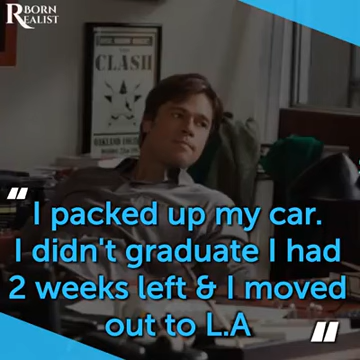 BORN
REALIST
CLASH
“
I packed up my car.
I didn't graduate I had
2 weeks left & I moved
out to L.A
”